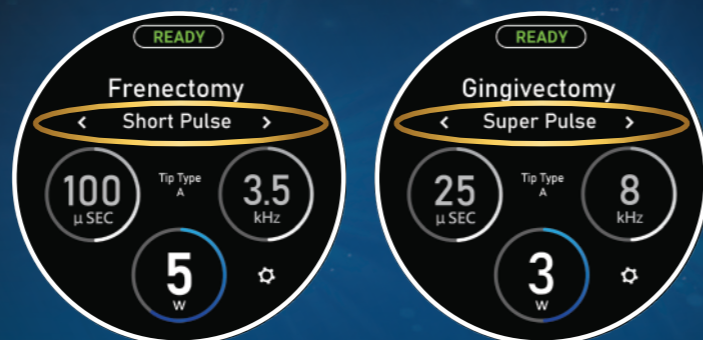 READY
Frenectomy
< Short Pulse >
100
μ SEC
Tip Type
A
3.5
kHz
5
W
READY
Gingivectomy
< Super Pulse >
25
μ SEC
Tip Type
A
8
kHz
3
W